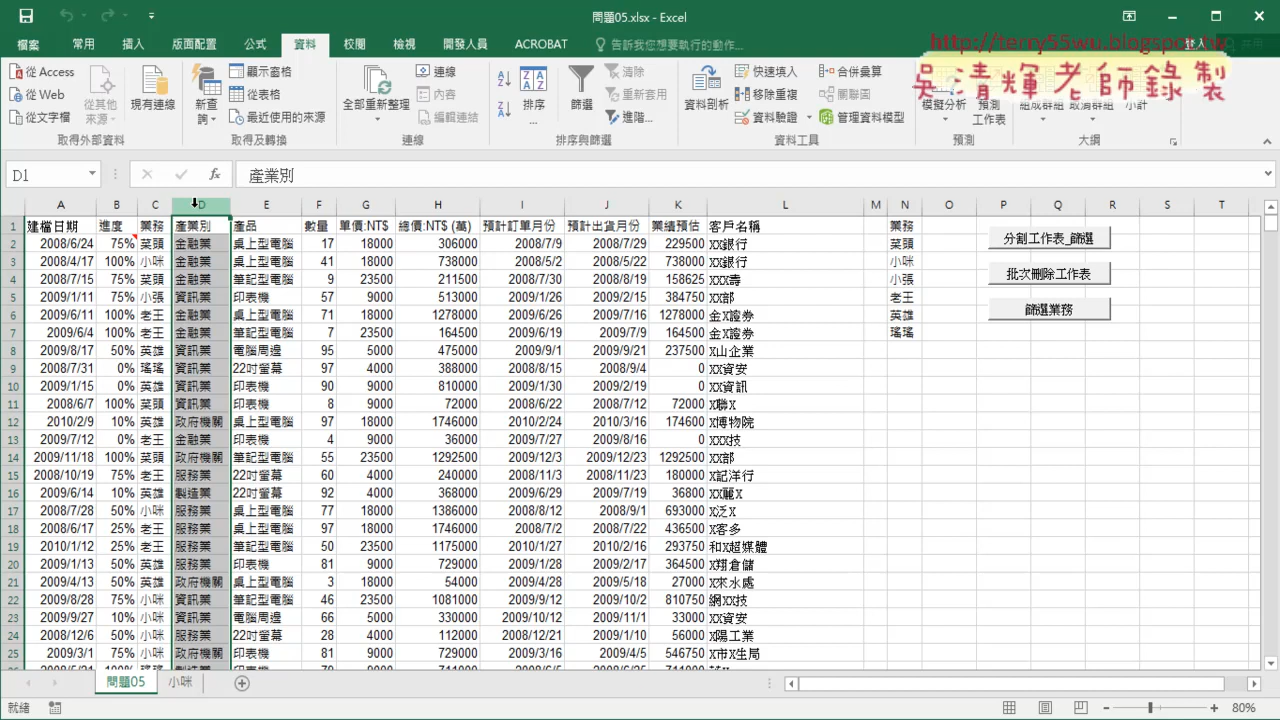 問題05.xlsx - Excel
http://terry55wu.blogspot.tw
吳清輝老師錄製
檔案 常用 插入 版面配置 公式 資料 校閱 檢視 開發人員 ACROBAT 告訴我您想要執行的動作...
從 Access 從 Web 從文字檔 從其他來源 現有連線 新查詢 顯示窗格 從表格 最近使用的來源 全部重新整理 連線 內容 編輯連結 排序... 篩選 清除 重新套用 進階... 資料剖析 快速填入 移除重複 資料驗證 合併彙算 關聯圖 管理資料模型 模擬分析 預測工作表 組成群組 取消群組 小計
取得外部資料 取得及轉換 連線 排序與篩選 資料工具 預測 大綱
D1 fx 產業別
A B C D E F G H I J K L M N O P Q R S T
1 建檔日期 進度 業務 產業別 產品 數量 單價:NT$ 總價:NT$ (萬) 預計訂單月份 預計出貨月份 業績預估 客戶名稱 業務
2 2008/6/24 75% 菜頭 金融業 桌上型電腦 17 18000 306000 2008/7/9 2008/7/29 229500 XX銀行 菜頭 分割工作表_篩選
3 2008/4/17 100% 小咪 金融業 桌上型電腦 41 18000 738000 2008/5/2 2008/5/22 738000 XX銀行 小咪
4 2008/7/15 75% 菜頭 金融業 筆記型電腦 9 23500 211500 2008/7/30 2008/8/19 158625 XXX壽 小張 批次刪除工作表
5 2009/1/11 75% 小張 資訊業 印表機 57 9000 513000 2009/1/26 2009/2/15 384750 XX部 老王
6 2009/6/11 100% 老王 金融業 桌上型電腦 71 18000 1278000 2009/6/26 2009/7/16 1278000 金X證券 英雄 篩選業務
7 2009/6/4 100% 老王 金融業 筆記型電腦 7 23500 164500 2009/6/19 2009/7/9 164500 金X證券 瑤瑤
8 2009/8/17 50% 英雄 資訊業 電腦周邊 95 5000 475000 2009/9/1 2009/9/21 237500 X山企業
9 2008/7/31 0% 瑤瑤 資訊業 22吋螢幕 97 4000 388000 2008/8/15 2008/9/4 0 XX資安
10 2009/1/15 0% 英雄 資訊業 印表機 90 9000 810000 2009/1/30 2009/2/19 0 XX資訊
11 2008/6/7 100% 菜頭 資訊業 印表機 8 9000 72000 2008/6/22 2008/7/12 72000 X聯X
12 2010/2/9 10% 英雄 政府機關 桌上型電腦 97 18000 1746000 2010/2/24 2010/3/16 174600 X博物院
13 2009/7/12 0% 老王 金融業 印表機 4 9000 36000 2009/7/27 2009/8/16 0 XXX技
14 2009/11/18 100% 菜頭 政府機關 筆記型電腦 55 23500 1292500 2009/12/3 2009/12/23 1292500 XX部
15 2008/10/19 75% 老王 服務業 22吋螢幕 60 4000 240000 2008/11/3 2008/11/23 180000 X記洋行
16 2009/6/14 10% 英雄 製造業 22吋螢幕 92 4000 368000 2009/6/29 2009/7/19 36800 XX麗X
17 2008/7/28 50% 小咪 服務業 桌上型電腦 77 18000 1386000 2008/8/12 2008/9/1 693000 X泛X
18 2008/6/17 25% 老王 服務業 桌上型電腦 97 18000 1746000 2008/7/2 2008/7/22 436500 X客多
19 2010/1/12 25% 老王 服務業 筆記型電腦 50 23500 1175000 2010/1/27 2010/2/16 293750 和X超媒體
20 2009/1/13 50% 英雄 服務業 印表機 81 9000 729000 2009/1/28 2009/2/17 364500 X翔倉儲
21 2009/4/13 50% 英雄 政府機關 桌上型電腦 3 18000 54000 2009/4/28 2009/5/18 27000 X來水處
22 2009/8/28 75% 小咪 資訊業 筆記型電腦 46 23500 1081000 2009/9/12 2009/10/2 810750 網XX技
23 2009/9/27 10% 小咪 資訊業 電腦周邊 66 5000 330000 2009/10/12 2009/11/1 33000 XX資安
24 2008/12/6 50% 小咪 服務業 22吋螢幕 28 4000 112000 2008/12/21 2009/1/10 56000 X陽工業
25 2009/3/1 75% 小咪 政府機關 印表機 81 9000 729000 2009/3/16 2009/4/5 546750 X市X生局
問題05 小咪
就緒 80%